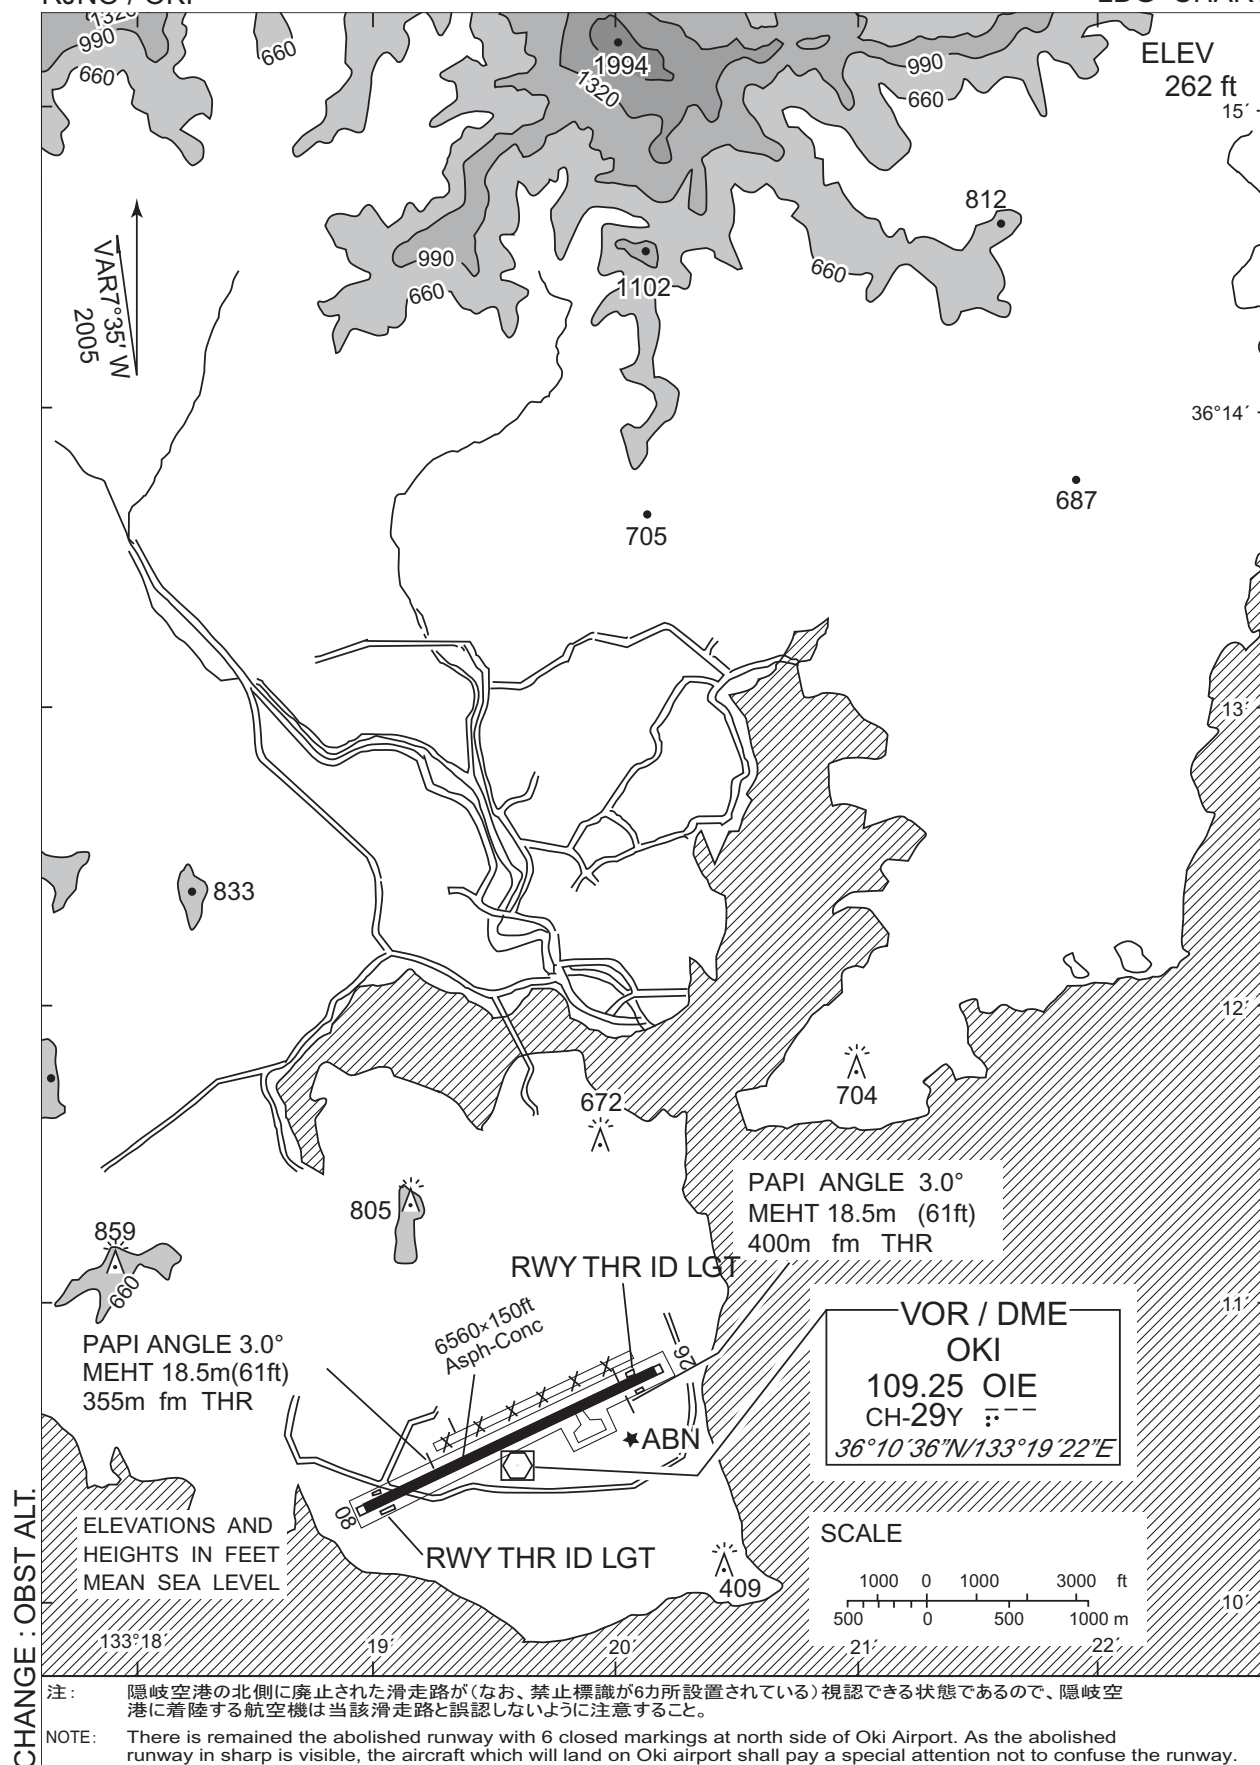 1320
990
660
660
1994
1320
990
660
ELEV
262 ft
15´
812
VAR7°35´ W
2005
990
660
1102
660
36°14´
687
705
13´
833
12´
704
672
805
859
660
PAPI ANGLE 3.0°
MEHT 18.5m (61ft)
400m fm THR
RWY THR ID LGT
6560×150ft
Asph-Conc
PAPI ANGLE 3.0°
MEHT 18.5m(61ft)
355m fm THR
26
11´
VOR / DME
OKI
109.25 OIE
CH-29Y
36°10´36”N/133°19´22”E
ABN
08
ELEVATIONS AND
HEIGHTS IN FEET
MEAN SEA LEVEL
RWY THR ID LGT
409
SCALE
1000 0 1000 3000 ft
500 0 500 1000 m
10´
133°18´ 19´ 20´ 21´ 22´
CHANGE : OBST ALT.
注： 隠岐空港の北側に廃止された滑走路が（なお、禁止標識が6カ所設置されている）視認できる状態であるので、隠岐空
港に着陸する航空機は当該滑走路と誤認しないように注意すること。
NOTE: There is remained the abolished runway with 6 closed markings at north side of Oki Airport. As the abolished
runway in sharp is visible, the aircraft which will land on Oki airport shall pay a special attention not to confuse the runway.